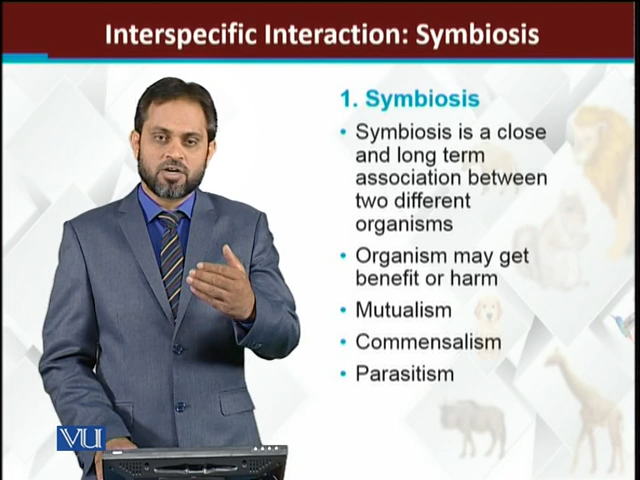 Interspecific Interaction: Symbiosis
1. Symbiosis
• Symbiosis is a close
and long term
association between
two different
organisms
• Organism may get
benefit or harm
• Mutualism
• Commensalism
• Parasitism
VU